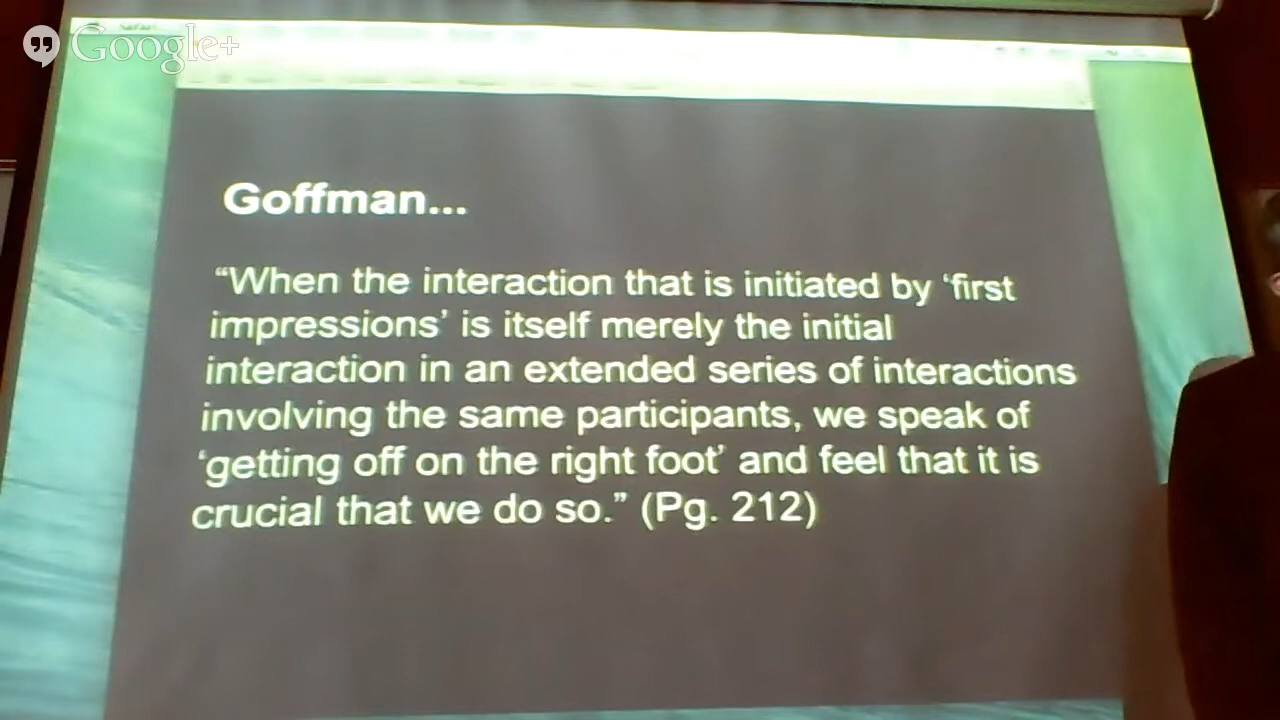 Google+
Goffman...
“When the interaction that is initiated by ‘first
impressions’ is itself merely the initial
interaction in an extended series of interactions
involving the same participants, we speak of
‘getting off on the right foot’ and feel that it is
crucial that we do so.” (Pg. 212)